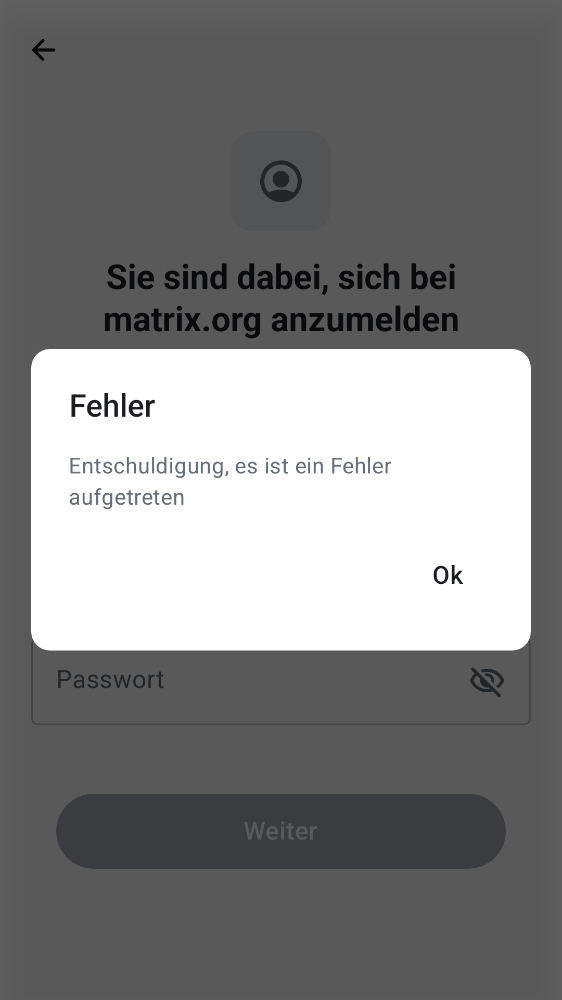 Sie sind dabei, sich bei
matrix.org anzumelden
Fehler
Entschuldigung, es ist ein Fehler
aufgetreten
Ok
Passwort
Weiter